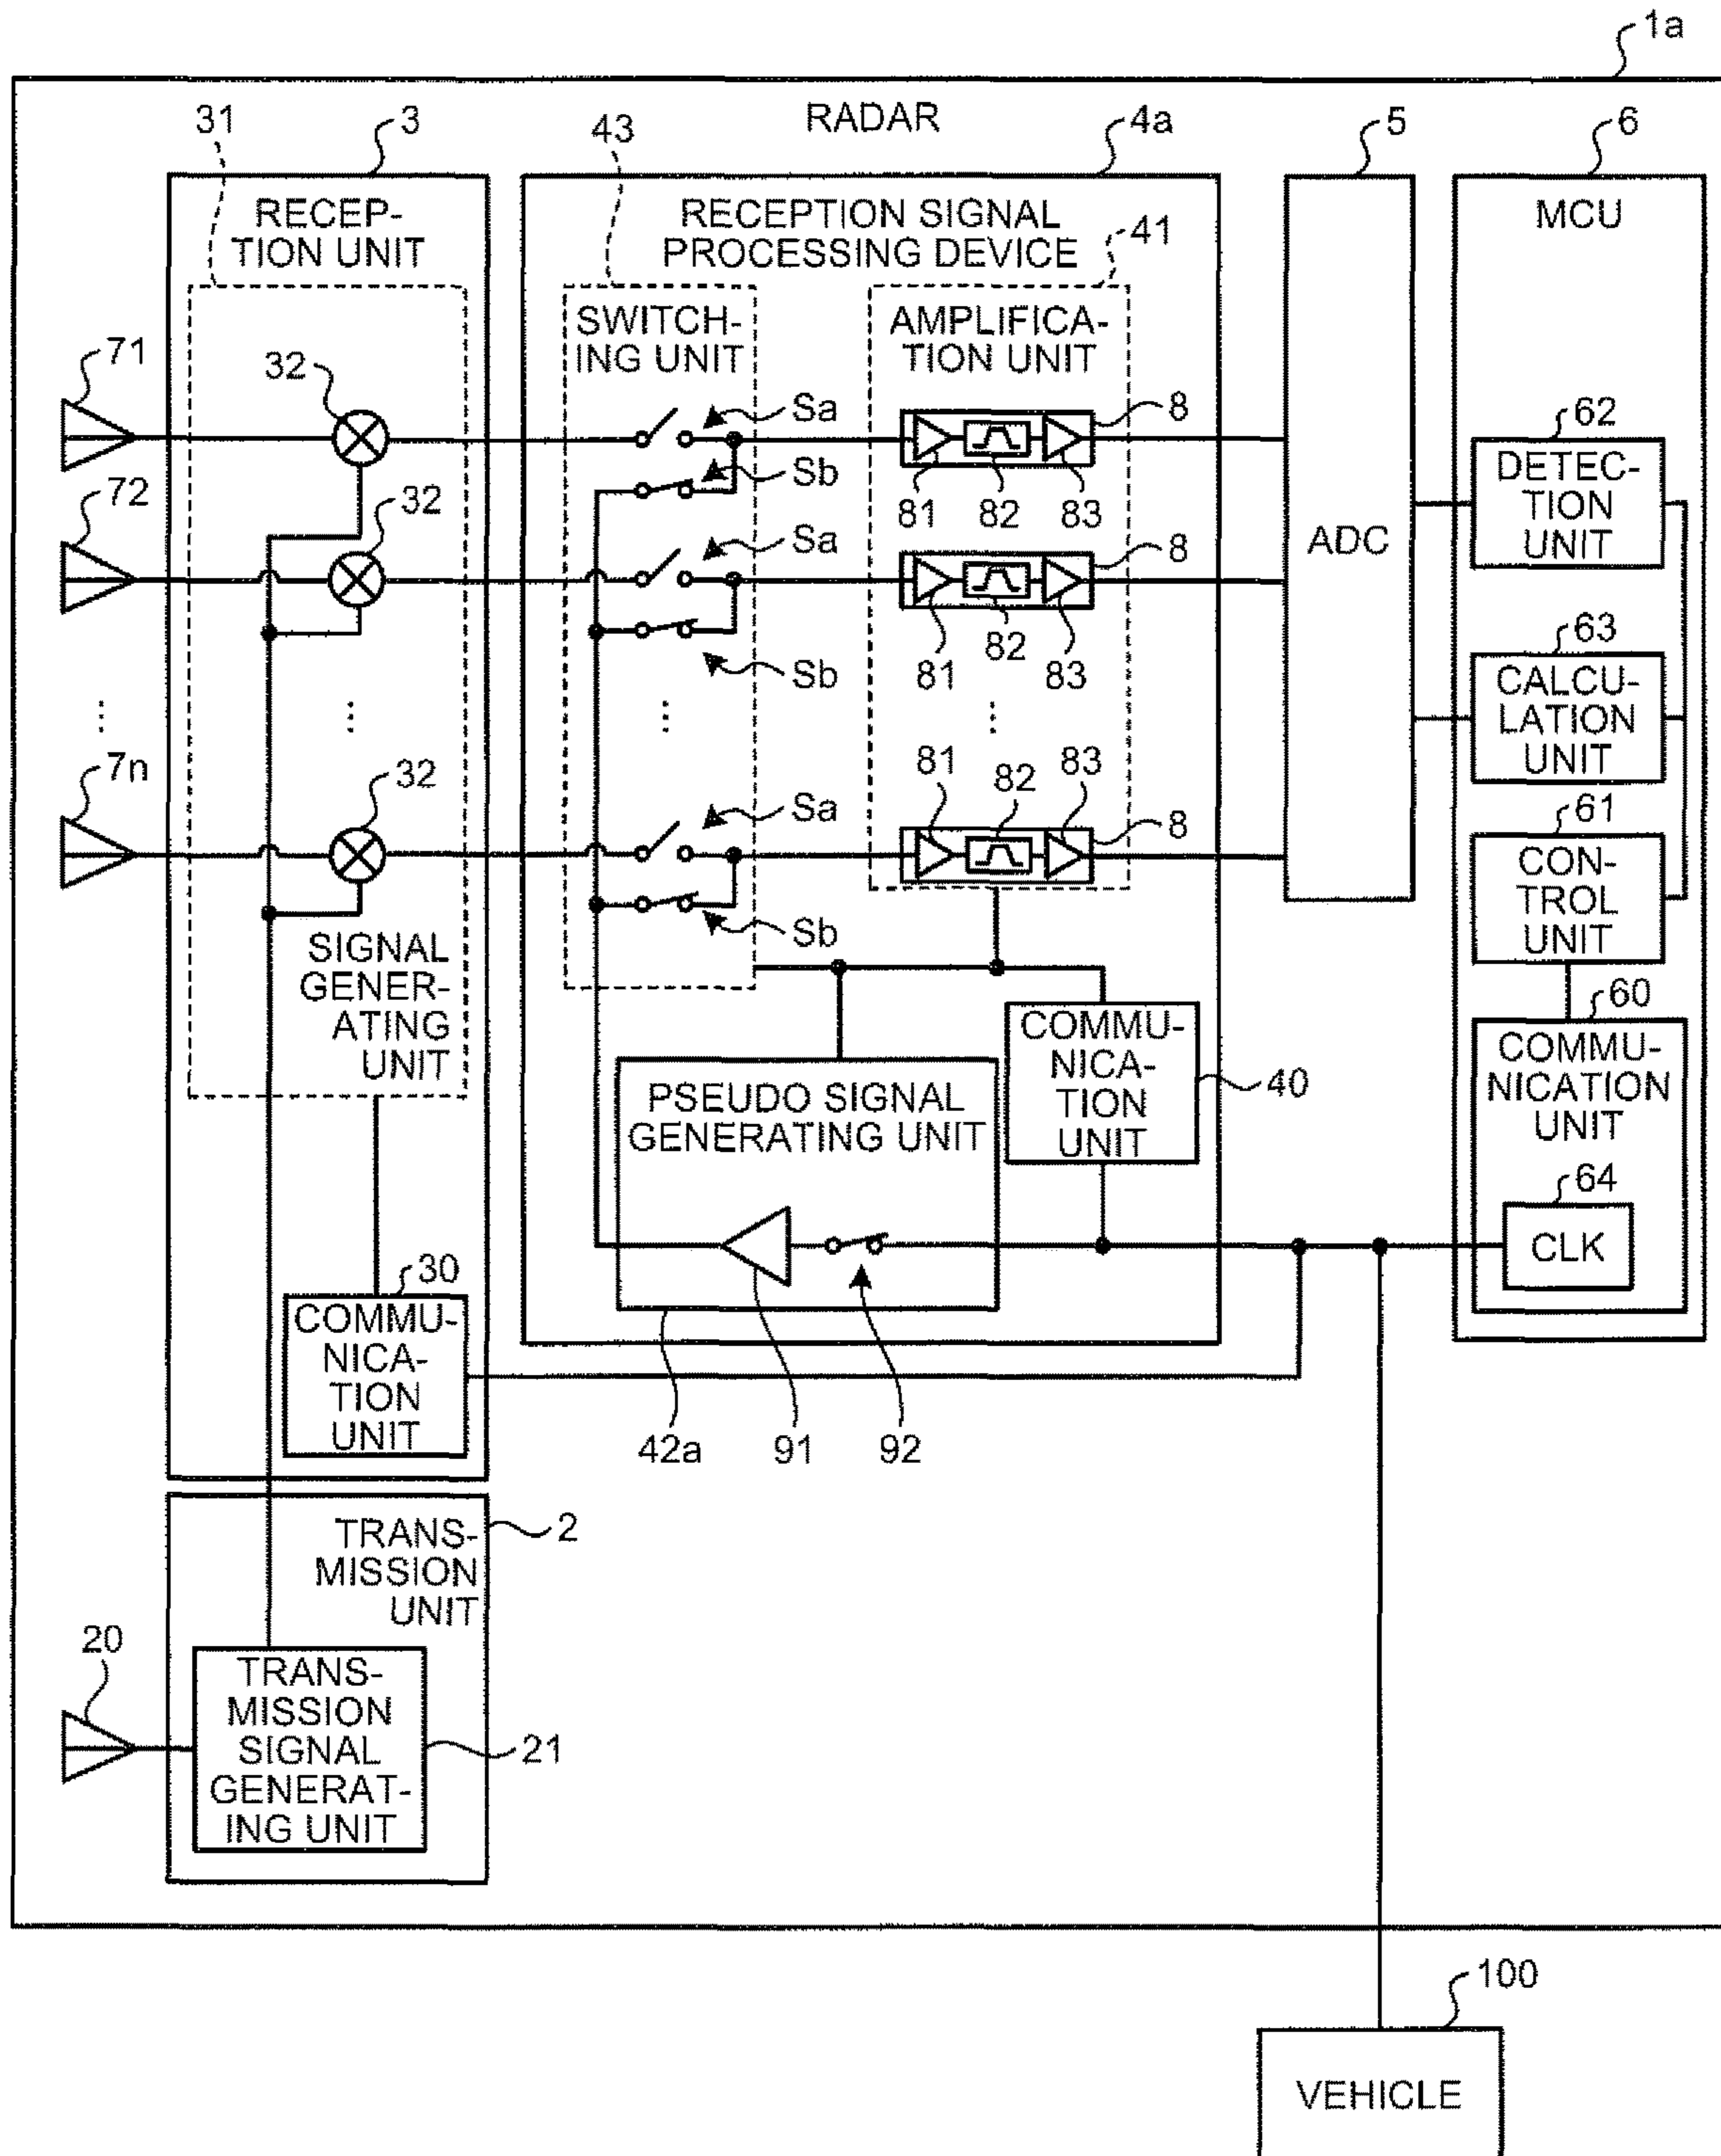 1a
RADAR
31
3
43
4a
5
6
RECEP-
TION UNIT
RECEPTION SIGNAL
PROCESSING DEVICE
41
MCU
SWITCH-
ING UNIT
AMPLIFICA-
TION UNIT
71
32
Sa
8
62
DETEC-
TION
UNIT
Sb
81
82
83
72
32
Sa
8
ADC
Sb
81
82
83
63
CALCU-
LATION
UNIT
...
...
...
...
7n
32
Sa
81
82
83
8
61
CON-
TROL
UNIT
Sb
SIGNAL
GENER-
ATING
UNIT
60
COMMU-
NICATION
UNIT
COMMU-
NICA-
TION
UNIT
40
PSEUDO SIGNAL
GENERATING UNIT
64
CLK
30
COMMU-
NICA-
TION
UNIT
42a
91
92
TRANS-
MISSION
UNIT
2
20
TRANS-
MISSION
SIGNAL
GENERAT-
ING UNIT
21
100
VEHICLE